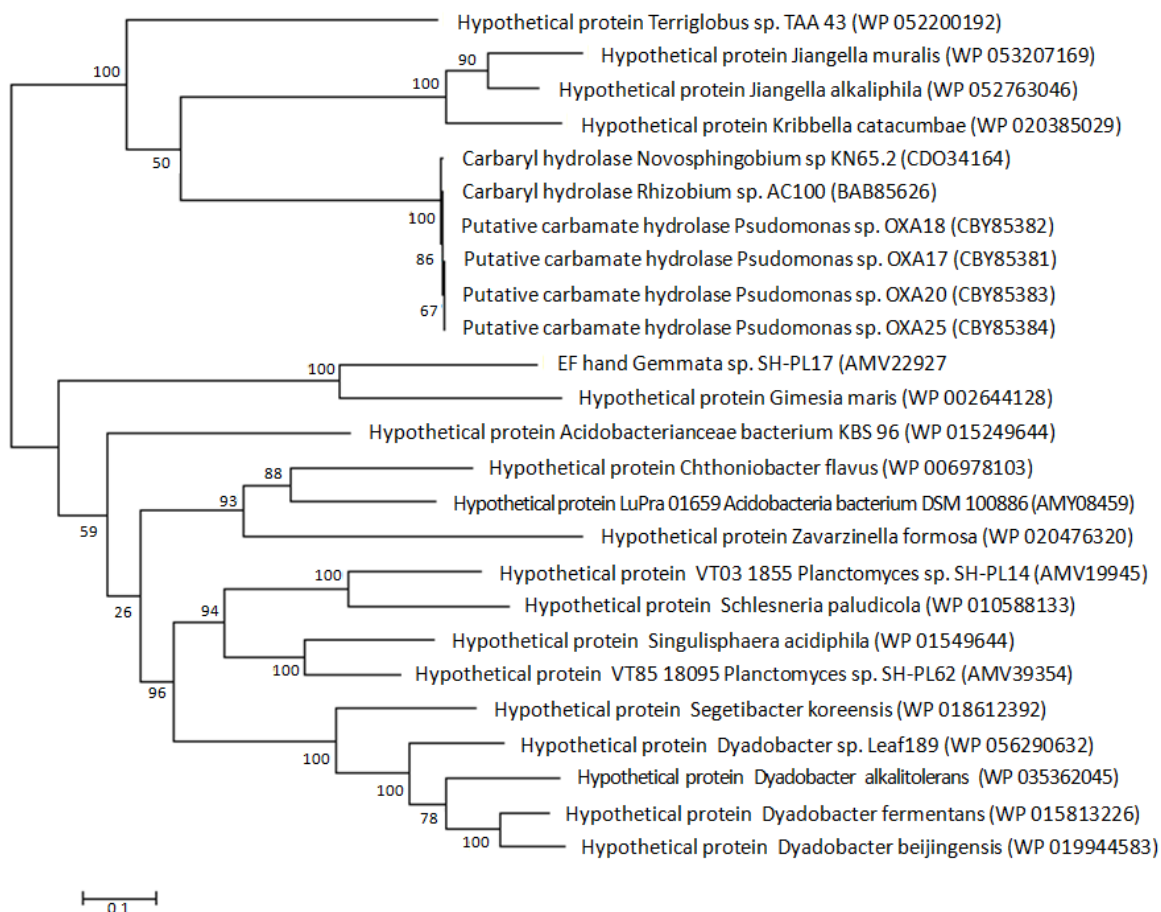 Hypothetical protein Terriglobus sp. TAA 43 (WP 052200192)
90
Hypothetical protein Jiangella muralis (WP 053207169)
100
100
Hypothetical protein Jiangella alkaliphila (WP 052763046)
Hypothetical protein Kribbella catacumbae (WP 020385029)
50
Carbaryl hydrolase Novosphingobium sp KN65.2 (CDO34164)
Carbaryl hydrolase Rhizobium sp. AC100 (BAB85626)
100
Putative carbamate hydrolase Psudomonas sp. OXA18 (CBY85382)
86
Putative carbamate hydrolase Psudomonas sp. OXA17 (CBY85381)
Putative carbamate hydrolase Psudomonas sp. OXA20 (CBY85383)
67
Putative carbamate hydrolase Psudomonas sp. OXA25 (CBY85384)
100
EF hand Gemmata sp. SH-PL17 (AMV22927
Hypothetical protein Gimesia maris (WP 002644128)
Hypothetical protein Acidobacterianceae bacterium KBS 96 (WP 015249644)
88
Hypothetical protein Chthoniobacter flavus (WP 006978103)
93
Hypothetical protein LuPra 01659 Acidobacteria bacterium DSM 100886 (AMY08459)
59
Hypothetical protein Zavarzinella formosa (WP 020476320)
100
Hypothetical protein VT03 1855 Planctomyces sp. SH-PL14 (AMV19945)
94
26
Hypothetical protein Schlesneria paludicola (WP 010588133)
Hypothetical protein Singulisphaera acidiphila (WP 01549644)
100
Hypothetical protein VT85 18095 Planctomyces sp. SH-PL62 (AMV39354)
96
Hypothetical protein Segetibacter koreensis (WP 018612392)
100
Hypothetical protein Dyadobacter sp. Leaf189 (WP 056290632)
Hypothetical protein Dyadobacter alkalitolerans (WP 035362045)
100
78
Hypothetical protein Dyadobacter fermentans (WP 015813226)
100
Hypothetical protein Dyadobacter beijingensis (WP 019944583)
0.1